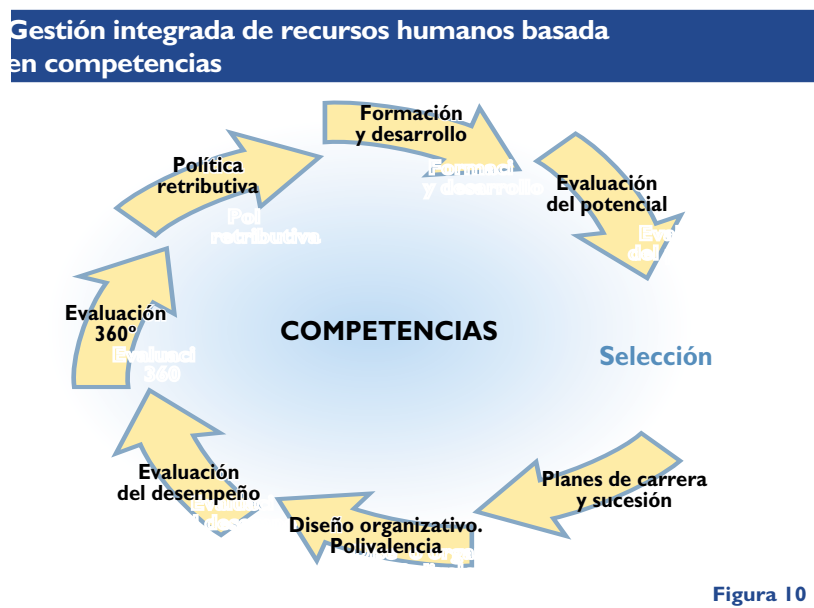 Gestión integrada de recursos humanos basada
en competencias
Formación
y desarrollo
Política
retributiva
Evaluación
del potencial
Evaluación
360º
COMPETENCIAS
Selección
Evaluación
del desempeño
Planes de carrera
y sucesión
Diseño organizativo.
Polivalencia
Figura 10